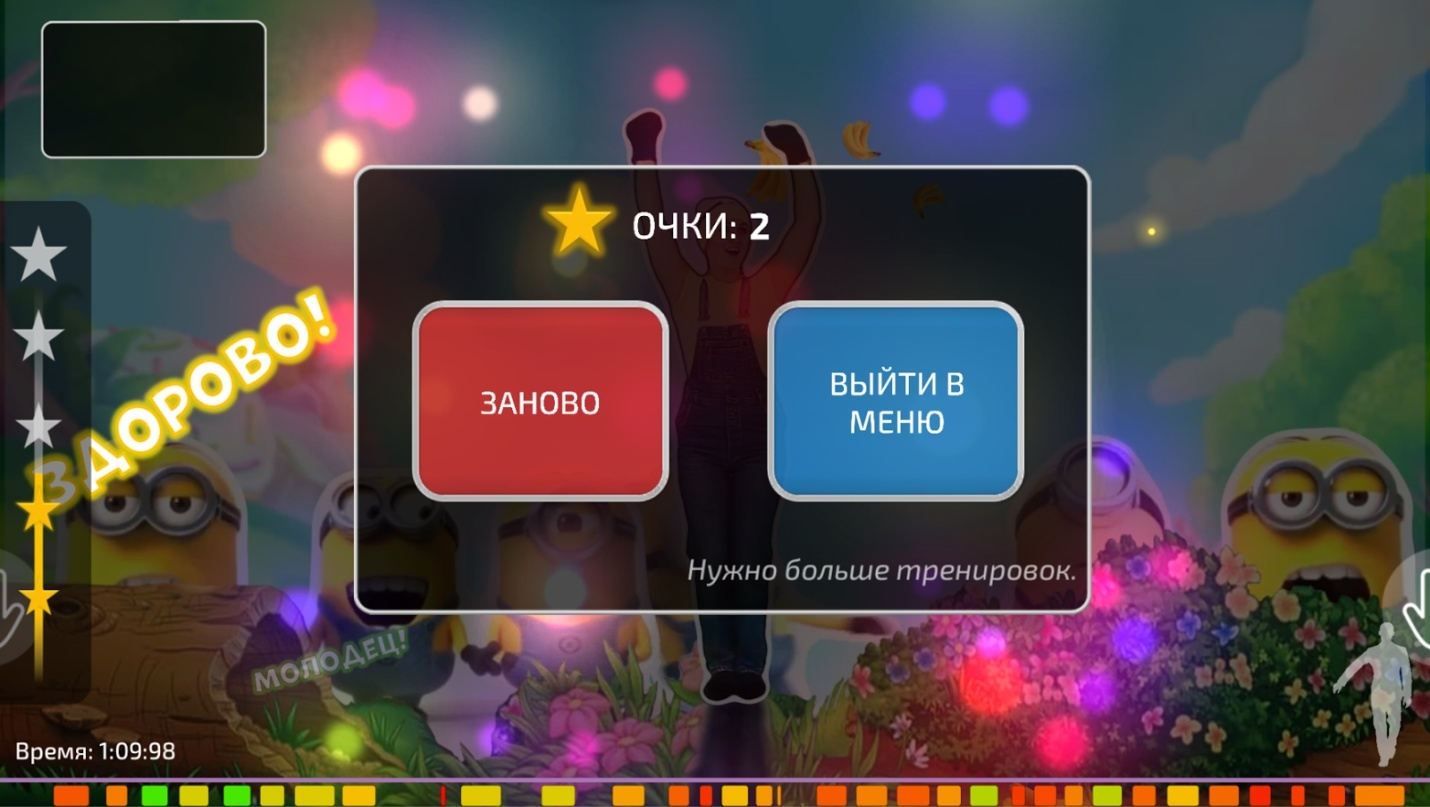 ОЧКИ: 2
ЗДОРОВО!
ЗАНОВО
ВЫЙТИ В
МЕНЮ
Нужно больше тренировок.
МОЛОДЕЦ!
Время: 1:09:98